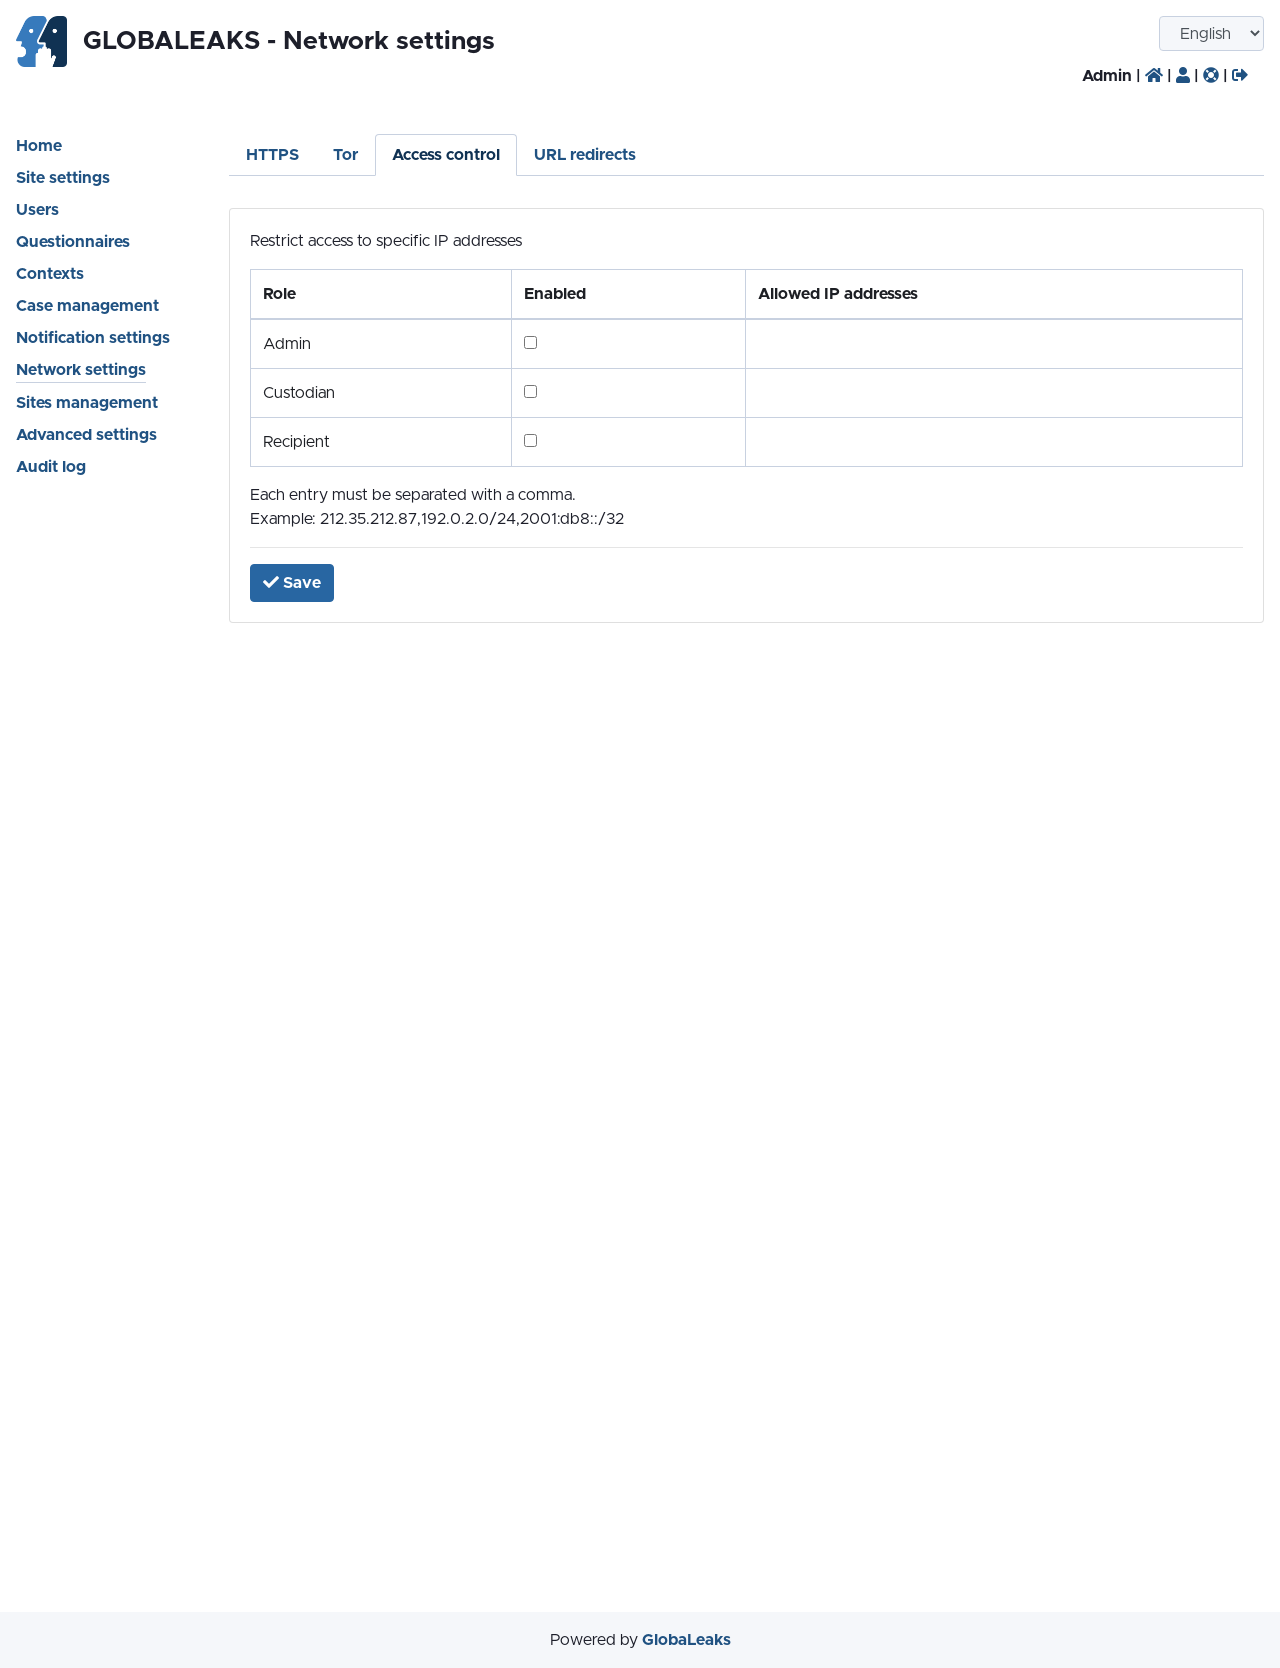 GLOBALEAKS - Network settings
English
Admin | | | |
Home
Site settings
Users
Questionnaires
Contexts
Case management
Notification settings
Network settings
Sites management
Advanced settings
Audit log
HTTPS Tor Access control URL redirects
Restrict access to specific IP addresses
Role Enabled Allowed IP addresses
Admin
Custodian
Recipient
Each entry must be separated with a comma.
Example: 212.35.212.87,192.0.2.0/24,2001:db8::/32
Save
Powered by GlobaLeaks